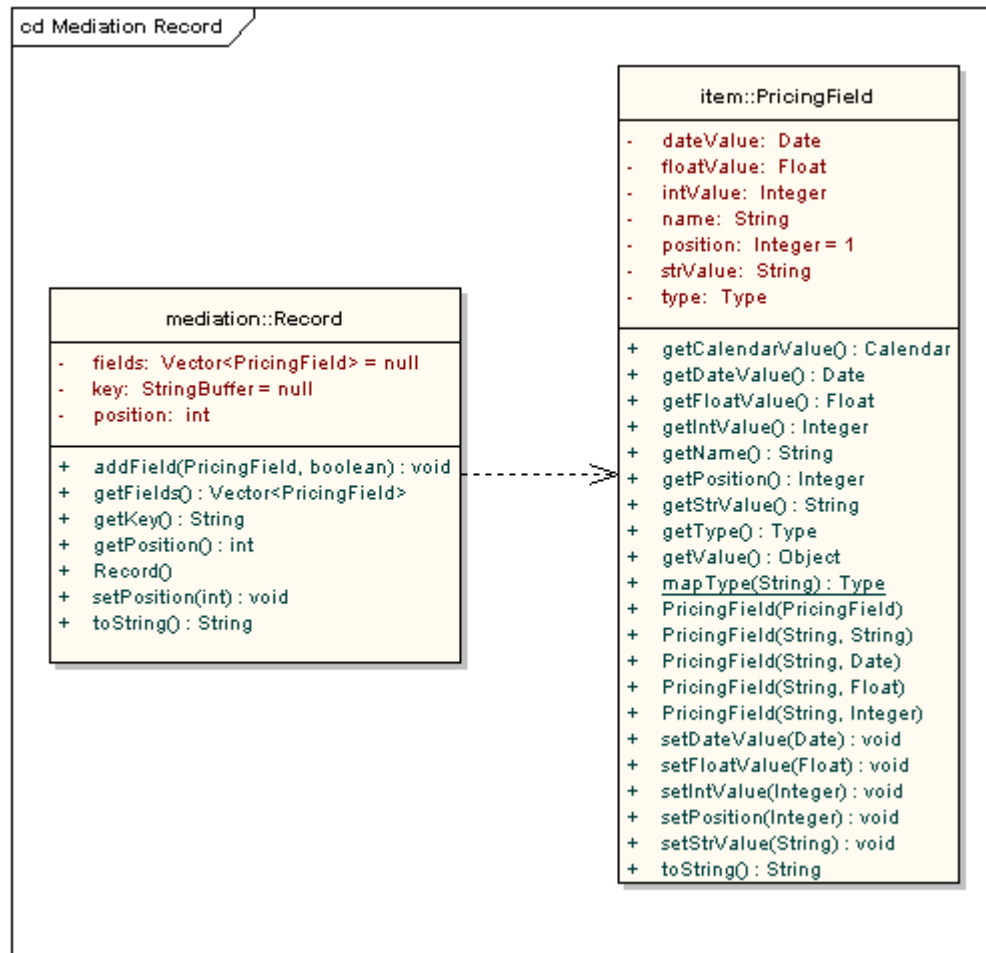 cd Mediation Record
item::PricingField
- dateValue: Date
- floatValue: Float
- intValue: Integer
- name: String
- position: Integer = 1
- strValue: String
- type: Type
+ getCalendarValue() : Calendar
+ getDateValue() : Date
+ getFloatValue() : Float
+ getIntValue() : Integer
+ getName() : String
+ getPosition() : Integer
+ getStrValue() : String
+ getType() : Type
+ getValue() : Object
+ mapType(String) : Type
+ PricingField(PricingField)
+ PricingField(String, String)
+ PricingField(String, Date)
+ PricingField(String, Float)
+ PricingField(String, Integer)
+ setDateValue(Date) : void
+ setFloatValue(Float) : void
+ setIntValue(Integer) : void
+ setPosition(Integer) : void
+ setStrValue(String) : void
+ toString() : String
mediation::Record
- fields: Vector<PricingField> = null
- key: StringBuffer = null
- position: int
+ addField(PricingField, boolean) : void
+ getFields() : Vector<PricingField>
+ getKey() : String
+ getPosition() : int
+ Record()
+ setPosition(int) : void
+ toString() : String